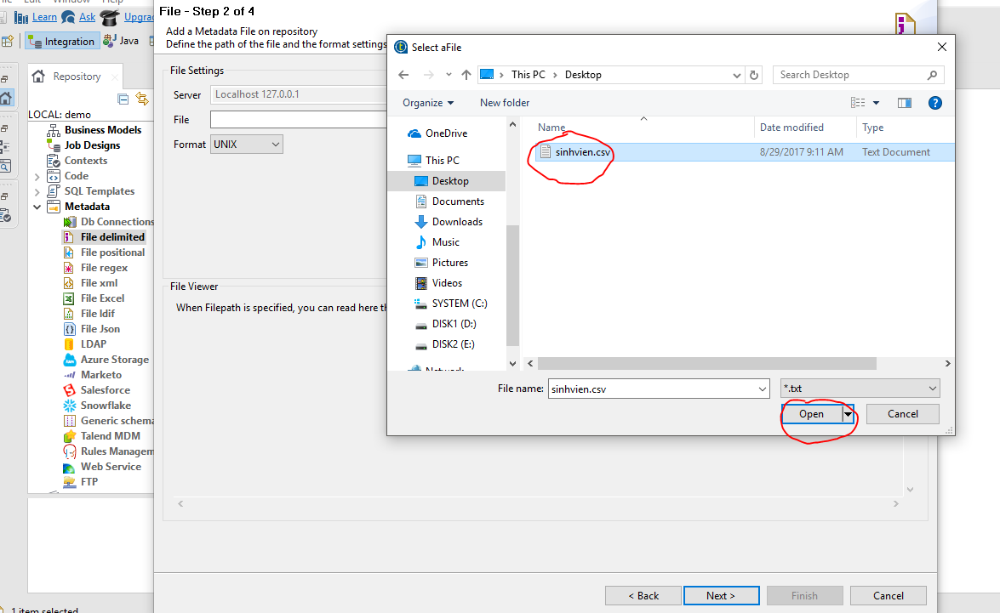 File - Step 2 of 4
Learn Ask Upgrad
Add a Metadata File on repository
Define the path of the file and the format settings
Integration Java
Select aFile
Repository
LOCAL: demo
Business Models
Job Designs
Contexts
Code
SQL Templates
Metadata
Db Connections
File delimited
File positional
File regex
File xml
File Excel
File ldif
File Json
LDAP
Azure Storage
Marketo
Salesforce
Snowflake
Generic schema
Talend MDM
Rules Managem
Web Service
FTP
1 item selected
File Settings
Server Localhost 127.0.0.1
File
Format UNIX
File Viewer
When Filepath is specified, you can read here th
This PC > Desktop
Search Desktop
Organize New folder
OneDrive
This PC
Desktop
Documents
Downloads
Music
Pictures
Videos
SYSTEM (C:)
DISK1 (D:)
DISK2 (E:)
Network
Name Date modified Type
sinhvien.csv 8/29/2017 9:11 AM Text Document
File name: sinhvien.csv *.txt
Open Cancel
< Back Next > Finish Cancel